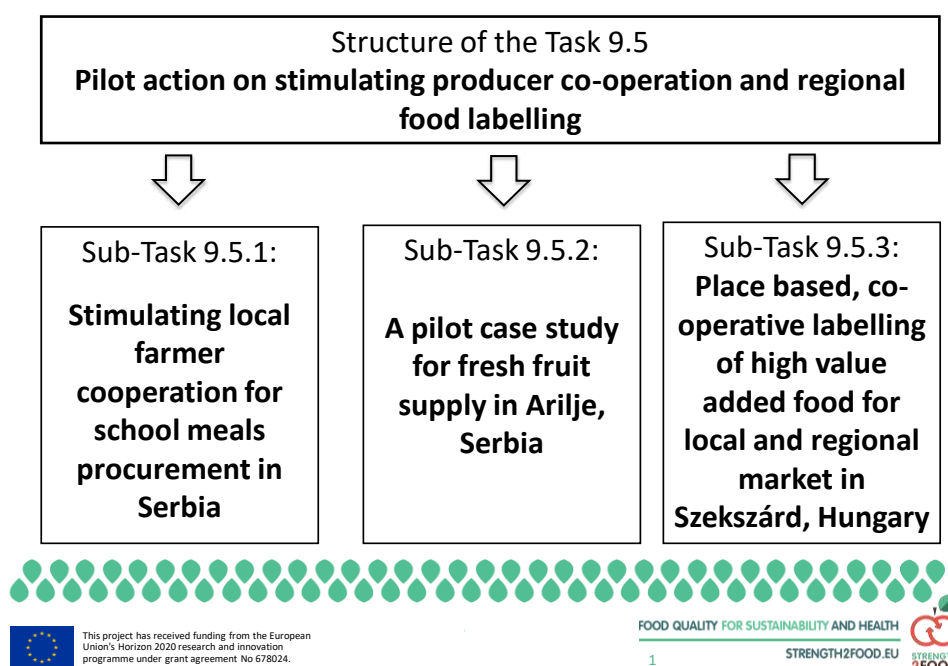 Structure of the Task 9.5
Pilot action on stimulating producer co-operation and regional
food labelling
Sub-Task 9.5.1:
Stimulating local
farmer
cooperation for
school meals
procurement in
Serbia
Sub-Task 9.5.2:
A pilot case study
for fresh fruit
supply in Arilje,
Serbia
Sub-Task 9.5.3:
Place based, co-
operative labelling
of high value
added food for
local and regional
market in
Szekszárd, Hungary
This project has received funding from the European
Union's Horizon 2020 research and innovation
programme under grant agreement No 678024.
FOOD QUALITY FOR SUSTAINABILITY AND HEALTH
STRENGTH2FOOD.EU
1
STRENG
2FOO